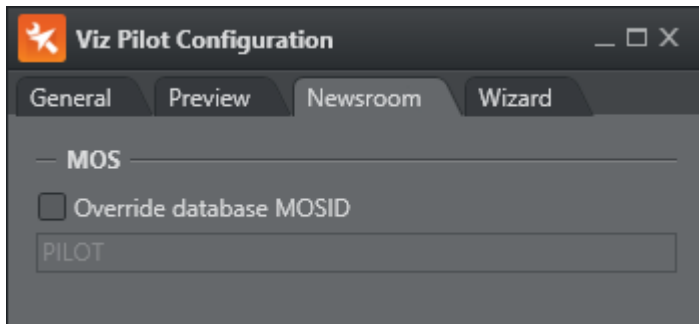 Viz Pilot Configuration
General Preview Newsroom Wizard
MOS
Override database MOSID
PILOT